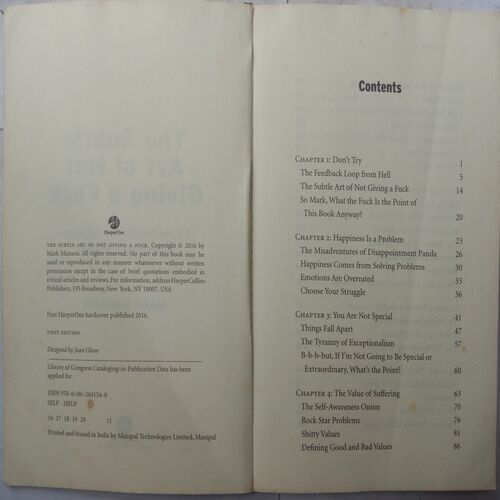 HarperOne
THE SUBTLE ART OF NOT GIVING A FUCK. Copyright © 2016 by
Mark Manson. All rights reserved. No part of this book may be
used or reproduced in any manner whatsoever without written
permission except in the case of brief quotations embodied in
critical articles and reviews. For information, address HarperCollins
Publishers, 195 Broadway, New York, NY 10007, USA
First HarperOne hardcover published 2016.
FIRST EDITION
Designed by Joan Olson
Library of Congress Cataloging-in-Publication Data has been
applied for.
ISBN 978-0-06-264154-0
SELF - HELP
16 17 18 19 20 11
Printed and bound in India by Manipal Technologies Limited, Manipal
Contents
CHAPTER 1: Don't Try 1
The Feedback Loop from Hell 5
The Subtle Art of Not Giving a Fuck 14
So Mark, What the Fuck Is the Point of
This Book Anyway? 20
CHAPTER 2: Happiness Is a Problem 23
The Misadventures of Disappointment Panda 26
Happiness Comes from Solving Problems 30
Emotions Are Overrated 33
Choose Your Struggle 36
CHAPTER 3: You Are Not Special 41
Things Fall Apart 47
The Tyranny of Exceptionalism 57
B-b-b-but, If I'm Not Going to Be Special or
Extraordinary, What's the Point? 60
CHAPTER 4: The Value of Suffering 63
The Self-Awareness Onion 70
Rock Star Problems 76
Shitty Values 81
Defining Good and Bad Values 86